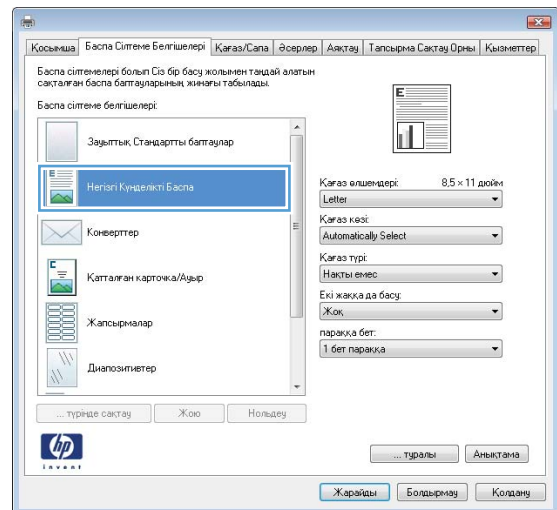 Қосымша
Баспа Сілтеме Белгішелері
Қағаз/Сапа
Әсерлер
Аяқтау
Тапсырма Сақтау Орны
Қызметтер
Баспа сілтемелері болып Сіз бір басу жолымен таңдай алатын
сақталған баспа баптауларының жинағы табылады.
Баспа сілтеме белгішелері:
Зауыттық Стандартты баптаулар
Негізгі Күнделікті Баспа
Конверттер
Катталған карточка/Ауыр
Жапсырмалар
Диапозитивтер
E
Қағаз өлшемдері: 8,5 × 11 дюйм
Letter
Қағаз көзі:
Automatically Select
Қағаз түрі:
Нақты емес
Екі жаққа да басу:
Жоқ
параққа бет:
1 бет параққа
... түрінде сақтау
Жою
Нольдеу
hp
invent
... туралы
Анықтама
Жарайды
Болдырмау
Қолдану